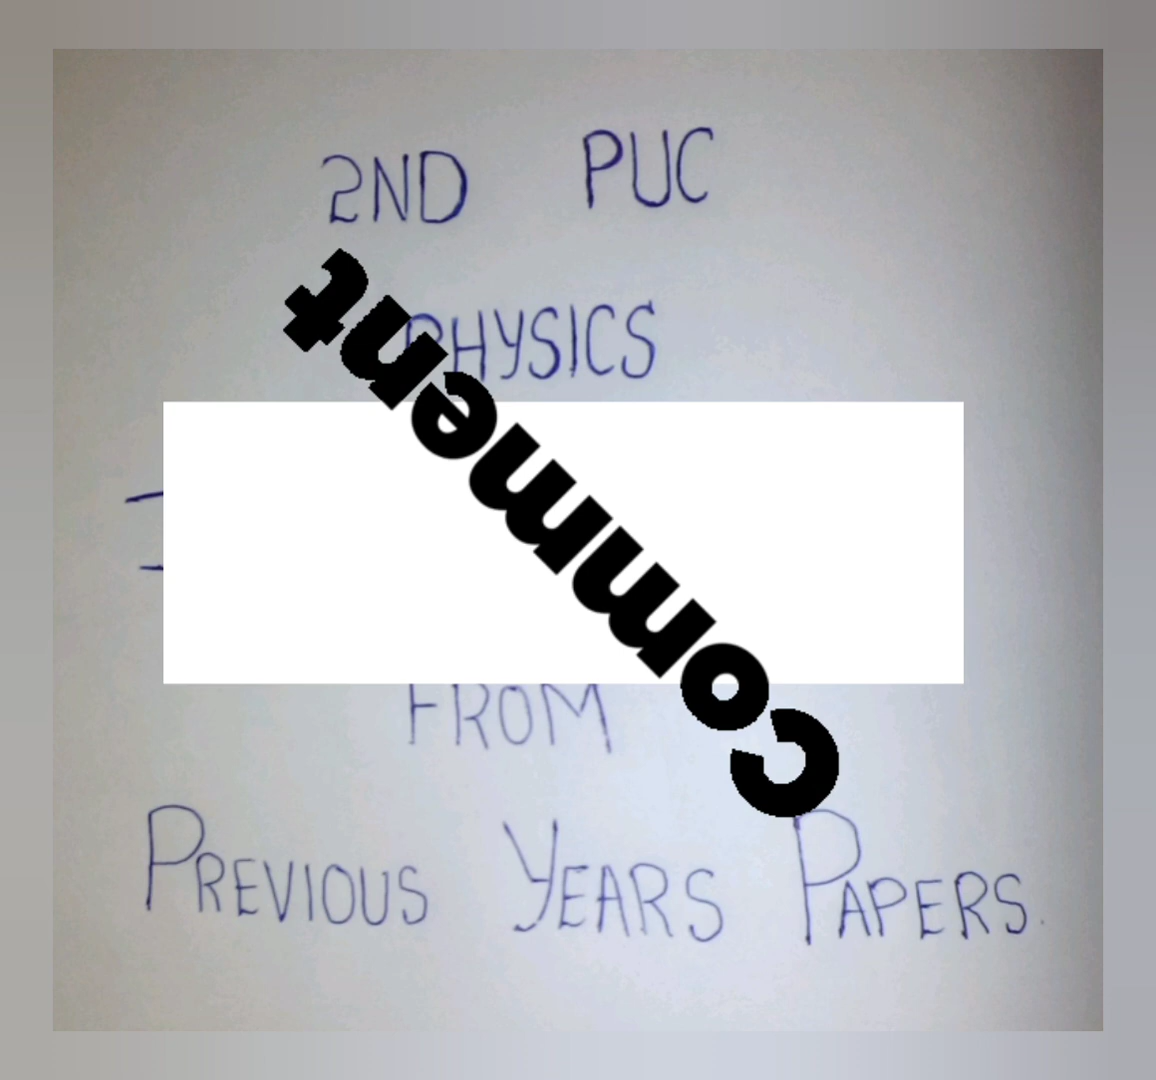 2ND PUC
PHYSICS
FROM
PREVIOUS YEARS PAPERS.
Comment